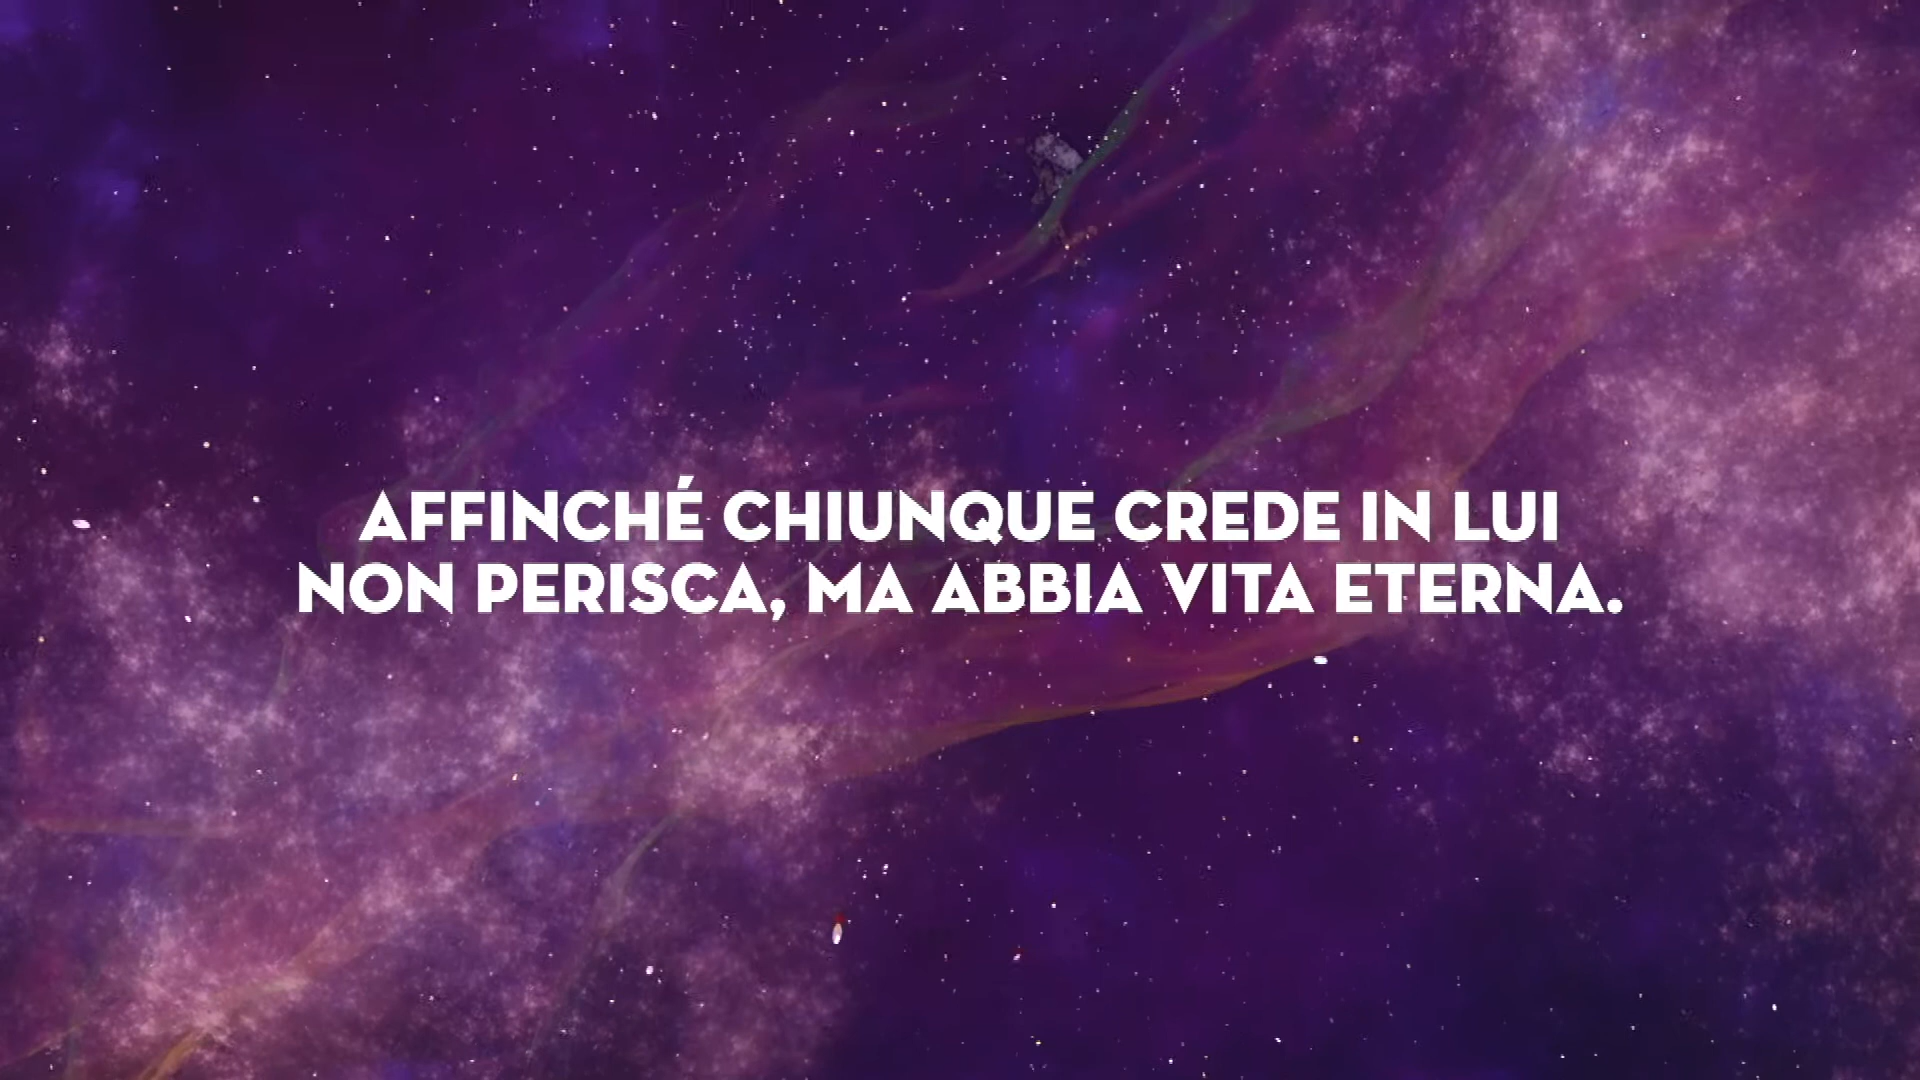 AFFINCHÉ CHIUNQUE CREDE IN LUI
NON PERISCA, MA ABBIA VITA ETERNA.